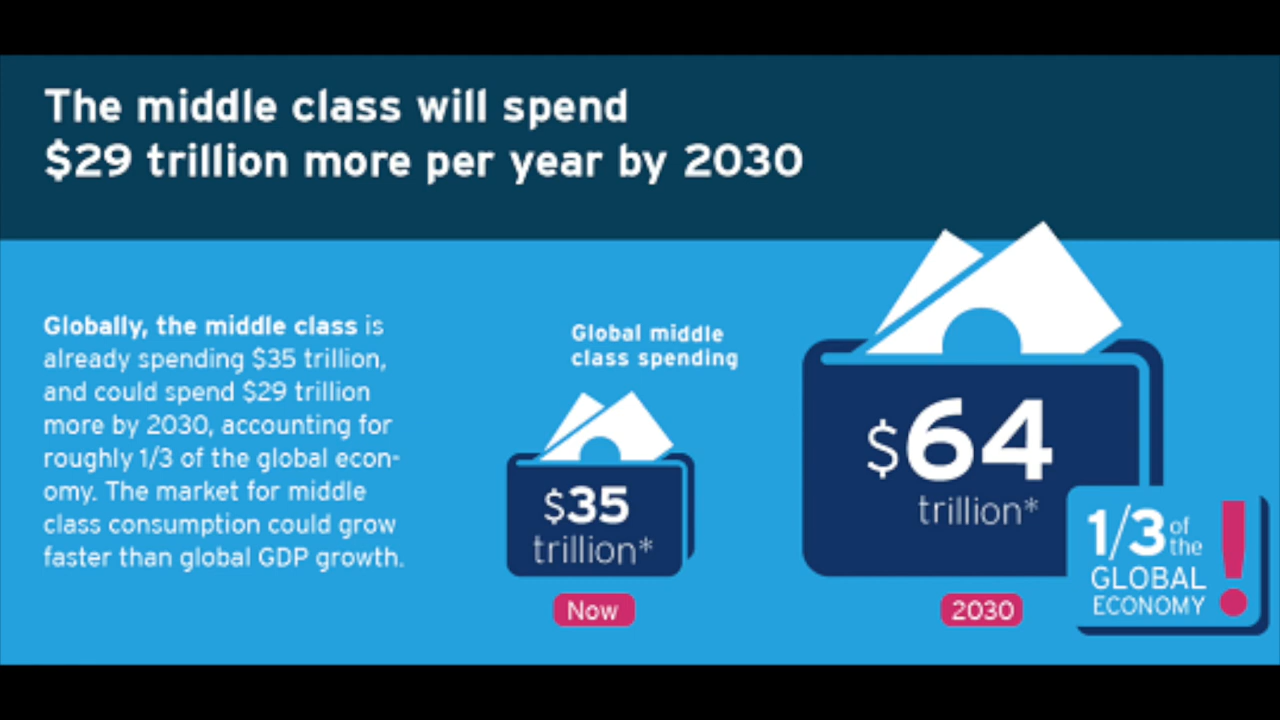 The middle class will spend
$29 trillion more per year by 2030
Globally, the middle class is
already spending $35 trillion,
and could spend $29 trillion
more by 2030, accounting for
roughly 1/3 of the global econ-
omy. The market for middle
class consumption could grow
faster than global GDP growth.
Global middle
class spending
$35
trillion*
Now
$64
trillion*
2030
1/3 of
the
GLOBAL
ECONOMY
!